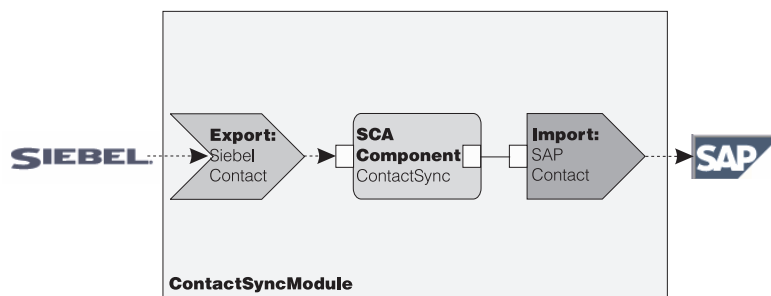 SIEBEL.
Export:
Siebel
Contact
SCA
Component
ContactSync
Import:
SAP
Contact
SAP
ContactSyncModule